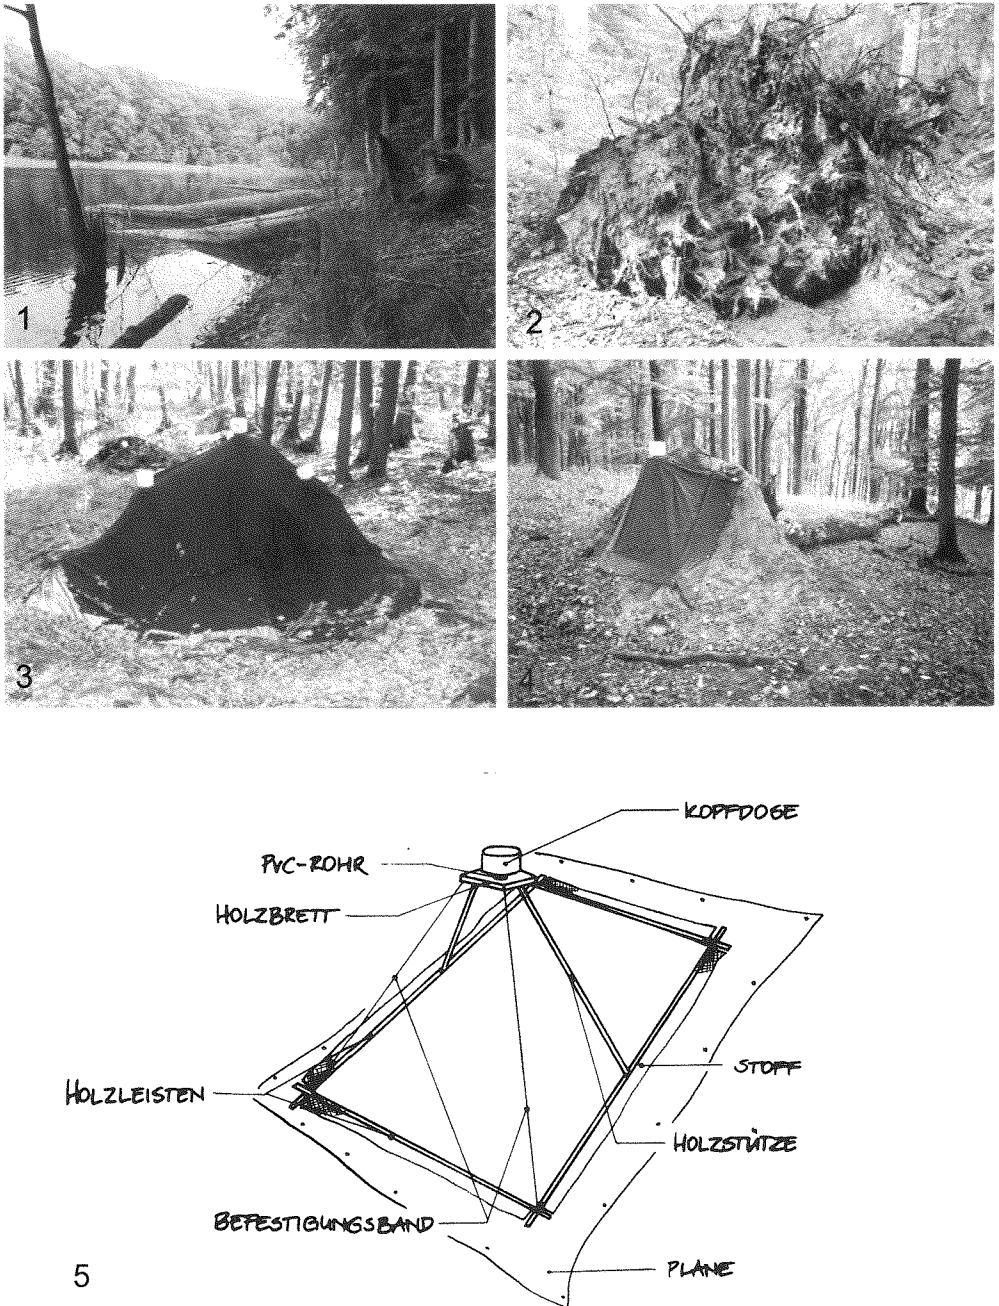 1
2
3
4
KOPFDOSE
PVC-ROHR
HOLZBRETT
STOFF
HOLZLEISTEN
HOLZSTÜTZE
BEFESTIGUNGSBAND
PLANE
5